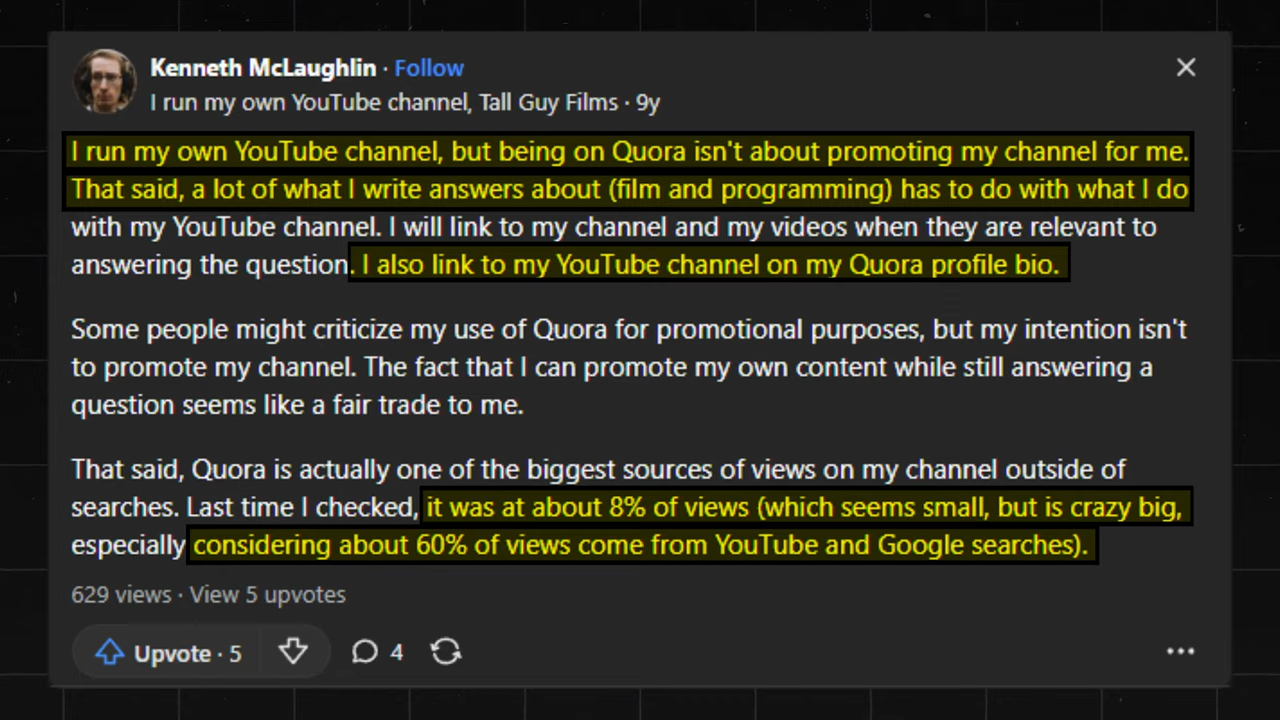 Kenneth McLaughlin · Follow
I run my own YouTube channel, Tall Guy Films · 9y
I run my own YouTube channel, but being on Quora isn't about promoting my channel for me.
That said, a lot of what I write answers about (film and programming) has to do with what I do
with my YouTube channel. I will link to my channel and my videos when they are relevant to
answering the question. I also link to my YouTube channel on my Quora profile bio.
Some people might criticize my use of Quora for promotional purposes, but my intention isn't
to promote my channel. The fact that I can promote my own content while still answering a
question seems like a fair trade to me.
That said, Quora is actually one of the biggest sources of views on my channel outside of
searches. Last time I checked, it was at about 8% of views (which seems small, but is crazy big,
especially considering about 60% of views come from YouTube and Google searches).
629 views · View 5 upvotes
Upvote · 5
4